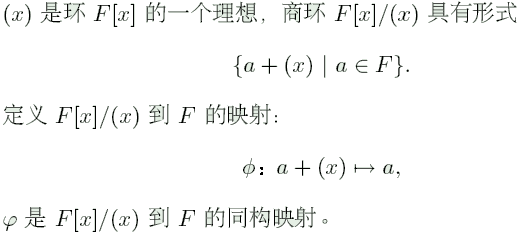 (x) 是环 F[x] 的一个理想，商环 F[x]/(x) 具有形式
{a + (x) | a ∈ F}.
定义 F[x]/(x) 到 F 的映射：
ϕ：a + (x) ↦ a,
φ 是 F[x]/(x) 到 F 的同构映射。